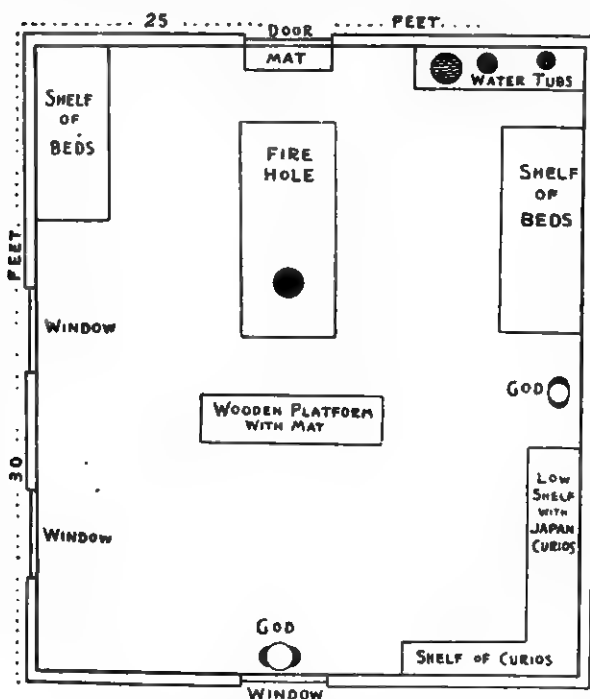 25 FEET
DOOR
MAT
WATER TUBS
SHELF
OF
BEDS
FIRE
HOLE
SHELF
OF
BEDS
FEET
WINDOW
GOD
WOODEN PLATFORM
WITH MAT
30
LOW
SHELF
WITH
JAPAN
CURIOS
WINDOW
GOD
SHELF OF CURIOS
WINDOW